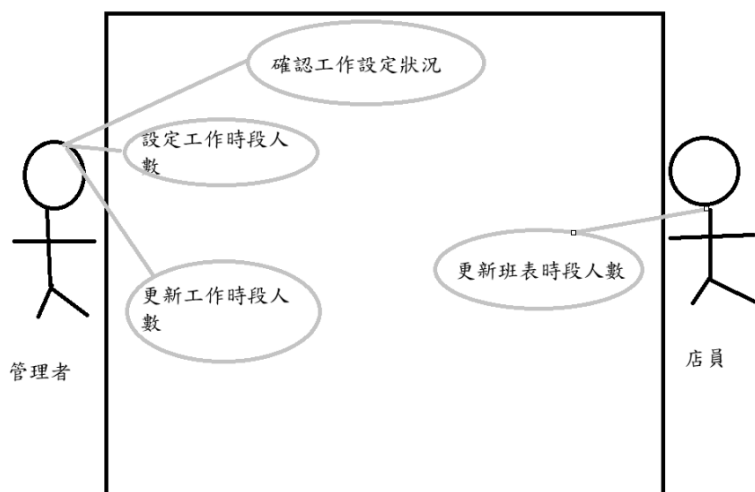 確認工作設定狀況
設定工作時段人
數
更新班表時段人數
更新工作時段人
數
管理者
店員